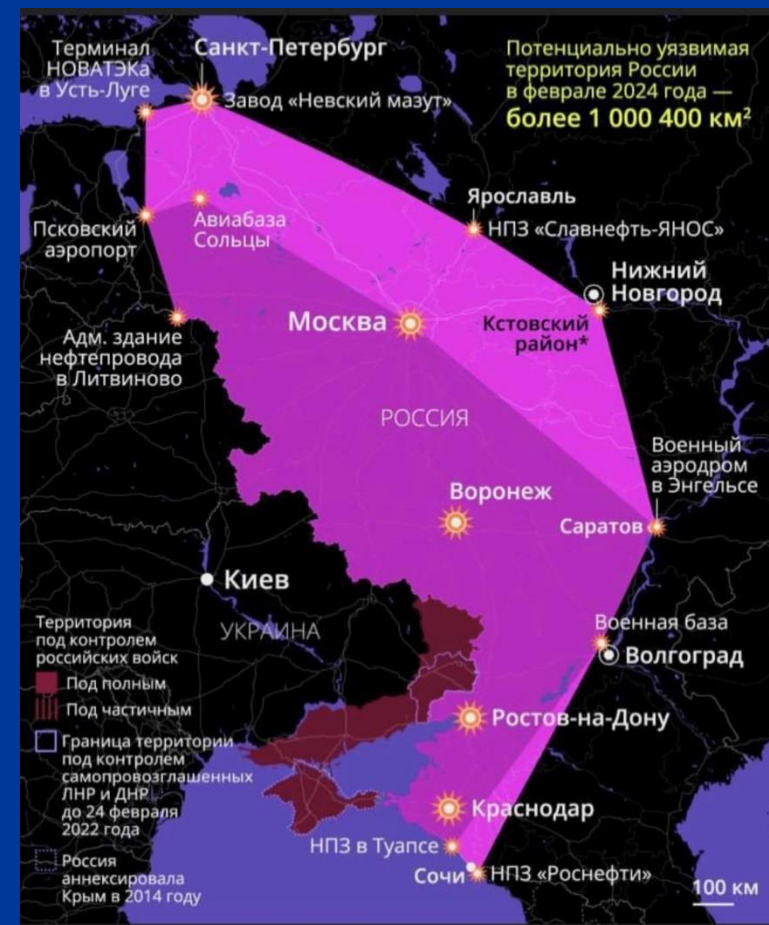 Терминал
НОВАТЭКа
в Усть-Луге
Санкт-Петербург
Завод «Невский мазут»
Потенциально уязвимая
территория России
в феврале 2024 года —
более 1 000 400 км²
Псковский
аэропорт
Авиабаза
Сольцы
Ярославль
НПЗ «Славнефть-ЯНОС»
Нижний
Новгород
Кстовский
район*
Москва
Адм. здание
нефтепровода
в Литвиново
РОССИЯ
Военный
аэродром
в Энгельсе
Воронеж
Саратов
Киев
УКРАИНА
Военная база
Волгоград
Ростов-на-Дону
Краснодар
НПЗ в Туапсе
Сочи
НПЗ «Роснефти»
Территория
под контролем
российских войск
Под полным
Под частичным
Граница территории
под контролем
самопровозглашенных
ЛНР и ДНР
до 24 февраля
2022 года
Россия
аннексировала
Крым в 2014 году
100 км